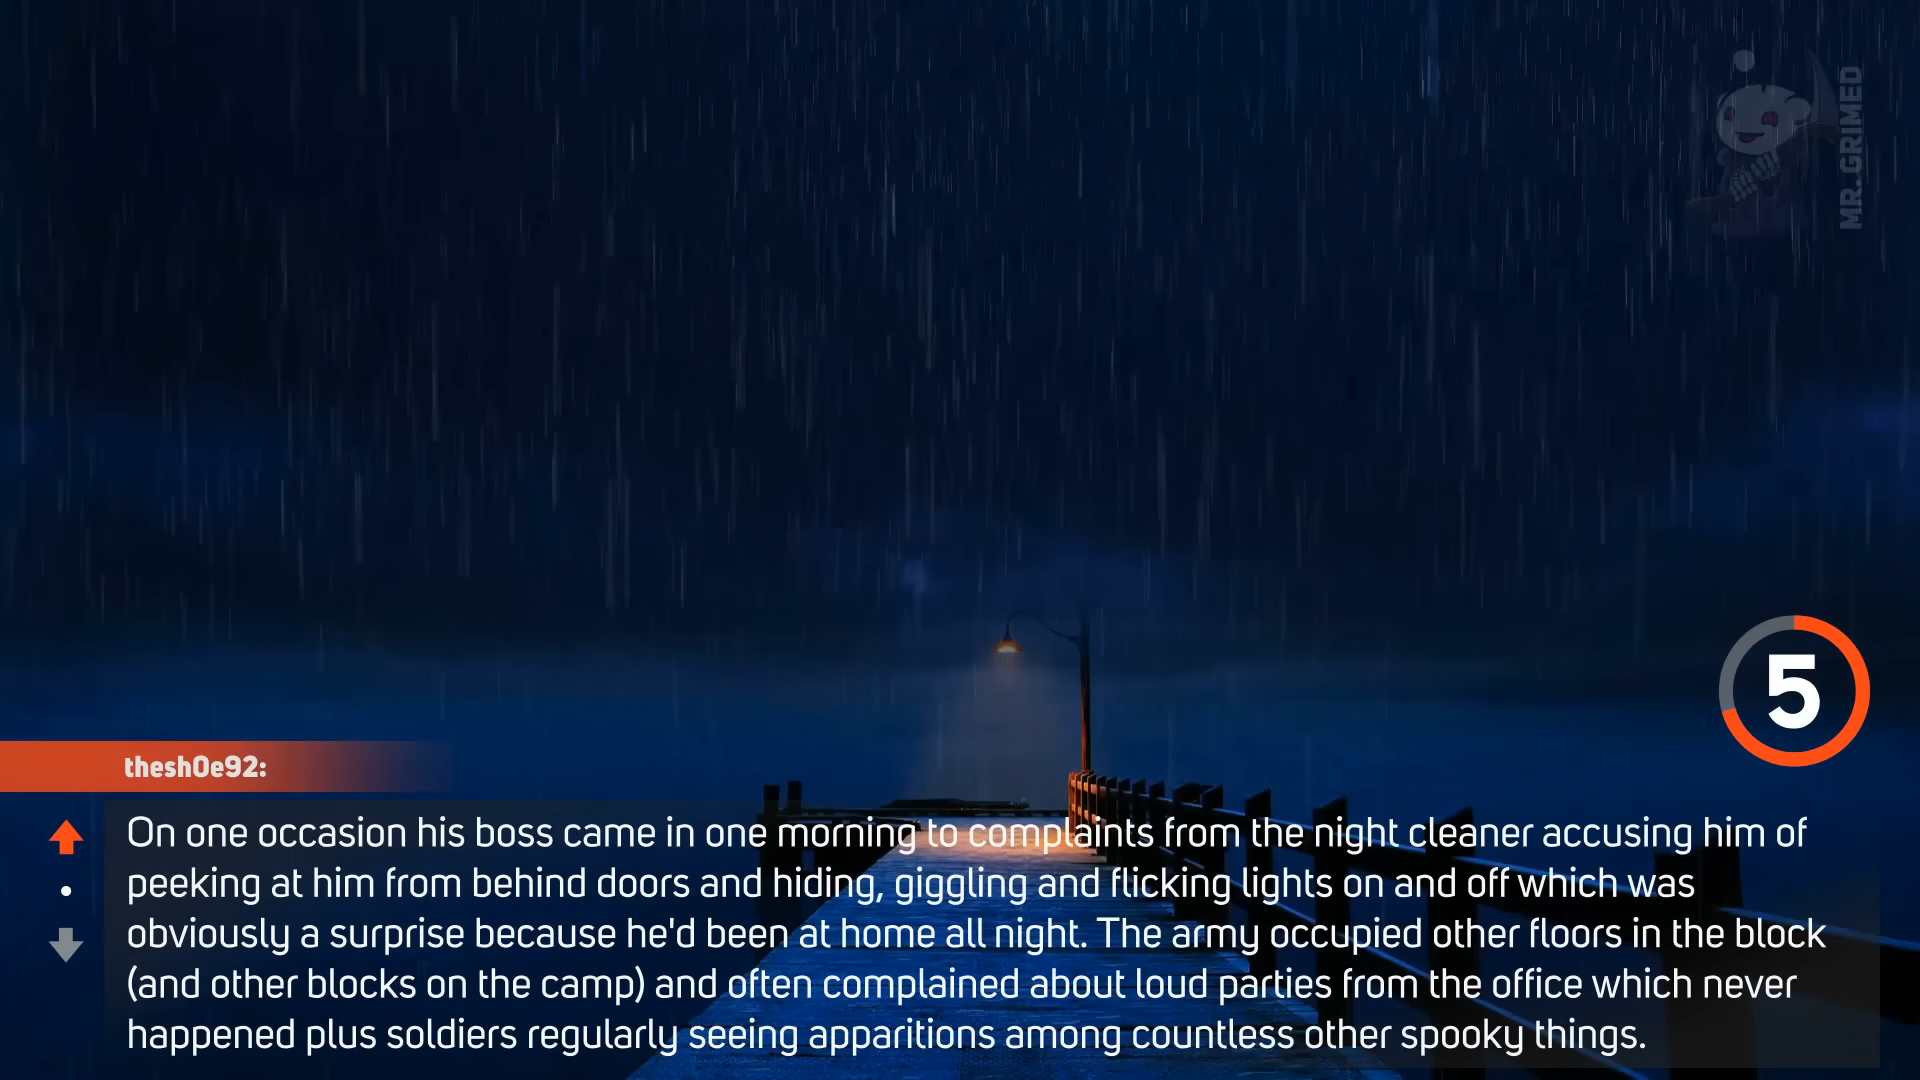 MR. GRIMED
5
thesh0e92:
On one occasion his boss came in one morning to complaints from the night cleaner accusing him of
peeking at him from behind doors and hiding, giggling and flicking lights on and off which was
obviously a surprise because he'd been at home all night. The army occupied other floors in the block
(and other blocks on the camp) and often complained about loud parties from the office which never
happened plus soldiers regularly seeing apparitions among countless other spooky things.